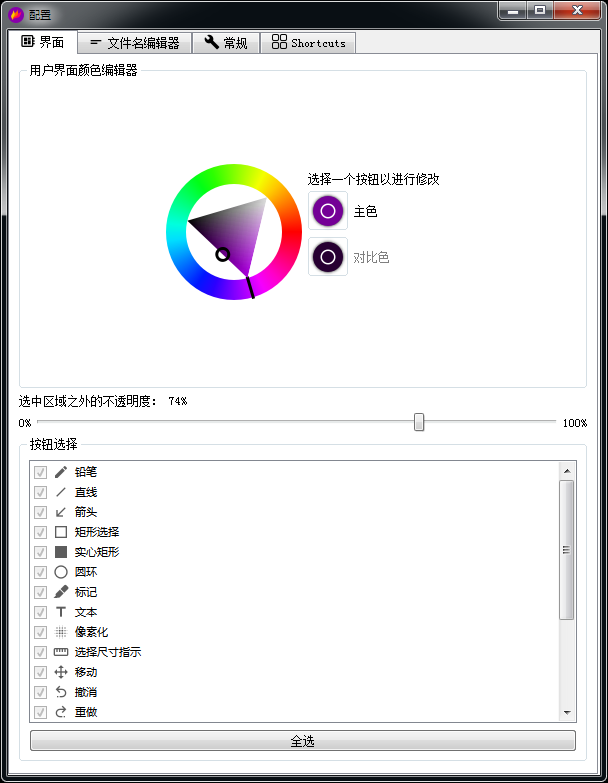 配置
界面
文件名编辑器
常规
Shortcuts
用户界面颜色编辑器
选择一个按钮以进行修改
主色
对比色
选中区域之外的不透明度: 74%
0%
100%
按钮选择
铅笔
直线
箭头
矩形选择
实心矩形
圆环
标记
文本
像素化
选择尺寸指示
移动
撤消
重做
全选